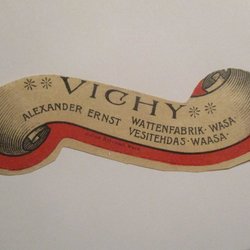 VICHY
ALEXANDER ERNST WATTENFABRIK·WASA·
VESITEHDAS·WAASA·